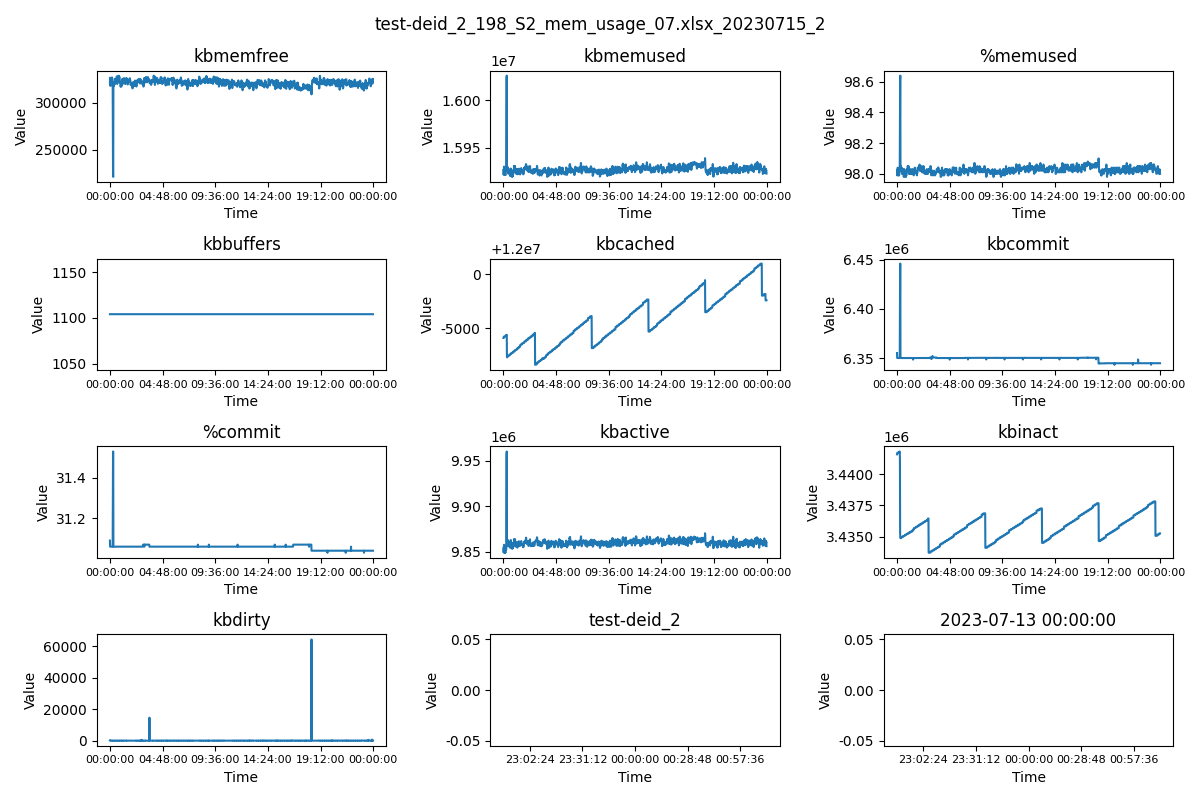 test-deid_2_198_S2_mem_usage_07.xlsx_20230715_2
kbmemfree
Value
300000
250000
00:00:00 04:48:00 09:36:00 14:24:00 19:12:00 00:00:00
Time
kbmemused
1e7
Value
1.600
1.595
00:00:00 04:48:00 09:36:00 14:24:00 19:12:00 00:00:00
Time
%memused
Value
98.6
98.4
98.2
98.0
00:00:00 04:48:00 09:36:00 14:24:00 19:12:00 00:00:00
Time
kbbuffers
Value
1150
1100
1050
00:00:00 04:48:00 09:36:00 14:24:00 19:12:00 00:00:00
Time
kbcached
+1.2e7
Value
0
-5000
00:00:00 04:48:00 09:36:00 14:24:00 19:12:00 00:00:00
Time
kbcommit
1e6
Value
6.45
6.40
6.35
00:00:00 04:48:00 09:36:00 14:24:00 19:12:00 00:00:00
Time
%commit
Value
31.4
31.2
00:00:00 04:48:00 09:36:00 14:24:00 19:12:00 00:00:00
Time
kbactive
1e6
Value
9.95
9.90
9.85
00:00:00 04:48:00 09:36:00 14:24:00 19:12:00 00:00:00
Time
kbinact
1e6
Value
3.4400
3.4375
3.4350
00:00:00 04:48:00 09:36:00 14:24:00 19:12:00 00:00:00
Time
kbdirty
Value
60000
40000
20000
0
00:00:00 04:48:00 09:36:00 14:24:00 19:12:00 00:00:00
Time
test-deid_2
Value
0.05
0.00
-0.05
23:02:24 23:31:12 00:00:00 00:28:48 00:57:36
Time
2023-07-13 00:00:00
Value
0.05
0.00
-0.05
23:02:24 23:31:12 00:00:00 00:28:48 00:57:36
Time